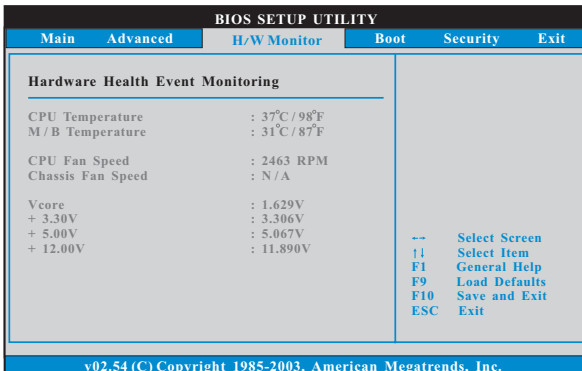 BIOS SETUP UTILITY
Main Advanced H/W Monitor Boot Security Exit
Hardware Health Event Monitoring
CPU Temperature : 37°C / 98°F
M / B Temperature : 31°C / 87°F
CPU Fan Speed : 2463 RPM
Chassis Fan Speed : N / A
Vcore : 1.629V
+ 3.30V : 3.306V
+ 5.00V : 5.067V
+ 12.00V : 11.890V
←→ Select Screen
↑↓ Select Item
F1 General Help
F9 Load Defaults
F10 Save and Exit
ESC Exit
v02.54 (C) Copyright 1985-2003, American Megatrends, Inc.